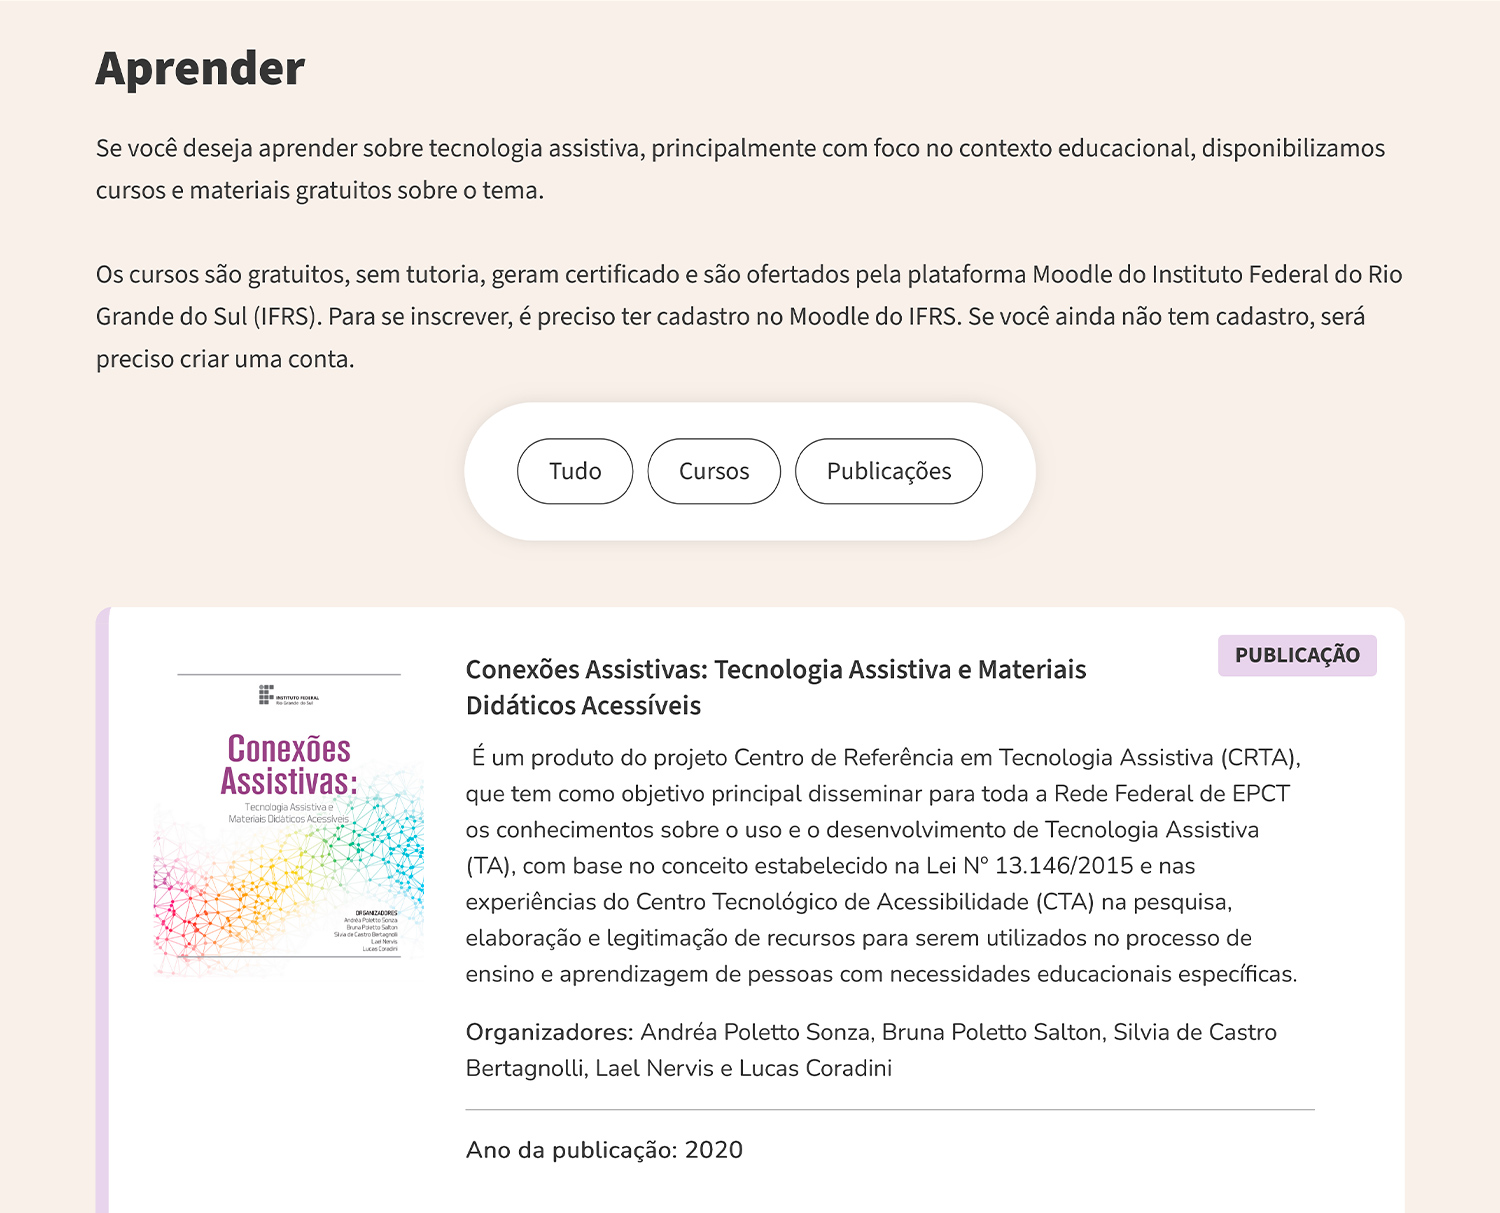 Aprender
Se você deseja aprender sobre tecnologia assistiva, principalmente com foco no contexto educacional, disponibilizamos
cursos e materiais gratuitos sobre o tema.
Os cursos são gratuitos, sem tutoria, geram certificado e são ofertados pela plataforma Moodle do Instituto Federal do Rio
Grande do Sul (IFRS). Para se inscrever, é preciso ter cadastro no Moodle do IFRS. Se você ainda não tem cadastro, será
preciso criar uma conta.
Tudo
Cursos
Publicações
PUBLICAÇÃO
INSTITUTO FEDERAL
Rio Grande do Sul
Conexões
Assistivas:
Tecnologia Assistiva e
Materiais Didáticos Acessíveis
ORGANIZADORES
Andréa Poletto Sonza
Bruna Poletto Salton
Silvia de Castro Bertagnolli
Lael Nervis
Lucas Coradini
Conexões Assistivas: Tecnologia Assistiva e Materiais
Didáticos Acessíveis
É um produto do projeto Centro de Referência em Tecnologia Assistiva (CRTA),
que tem como objetivo principal disseminar para toda a Rede Federal de EPCT
os conhecimentos sobre o uso e o desenvolvimento de Tecnologia Assistiva
(TA), com base no conceito estabelecido na Lei Nº 13.146/2015 e nas
experiências do Centro Tecnológico de Acessibilidade (CTA) na pesquisa,
elaboração e legitimação de recursos para serem utilizados no processo de
ensino e aprendizagem de pessoas com necessidades educacionais específicas.
Organizadores: Andréa Poletto Sonza, Bruna Poletto Salton, Silvia de Castro
Bertagnolli, Lael Nervis e Lucas Coradini
Ano da publicação: 2020